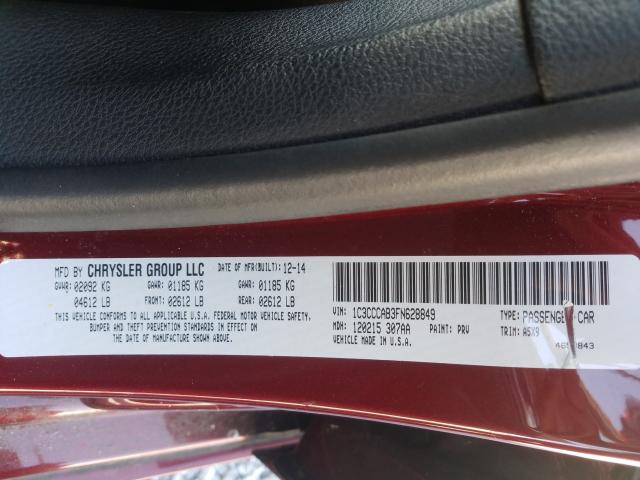 MFD BY CHRYSLER GROUP LLC DATE OF MFR(BUILT): 12-14
GVWR: 02092 KG GAWR: 01185 KG GAWR: 01185 KG
04612 LB FRONT: 02612 LB REAR: 02612 LB
THIS VEHICLE CONFORMS TO ALL APPLICABLE U.S.A. FEDERAL MOTOR VEHICLE SAFETY,
BUMPER AND THEFT PREVENTION STANDARDS IN EFFECT ON
THE DATE OF MANUFACTURE SHOWN ABOVE.
VIN: 1C3CCCAB3FN628849 TYPE: PASSENGER CAR
MDH: 120215 307AA PAINT: PRV TRIM: A5X9
VEHICLE MADE IN U.S.A.